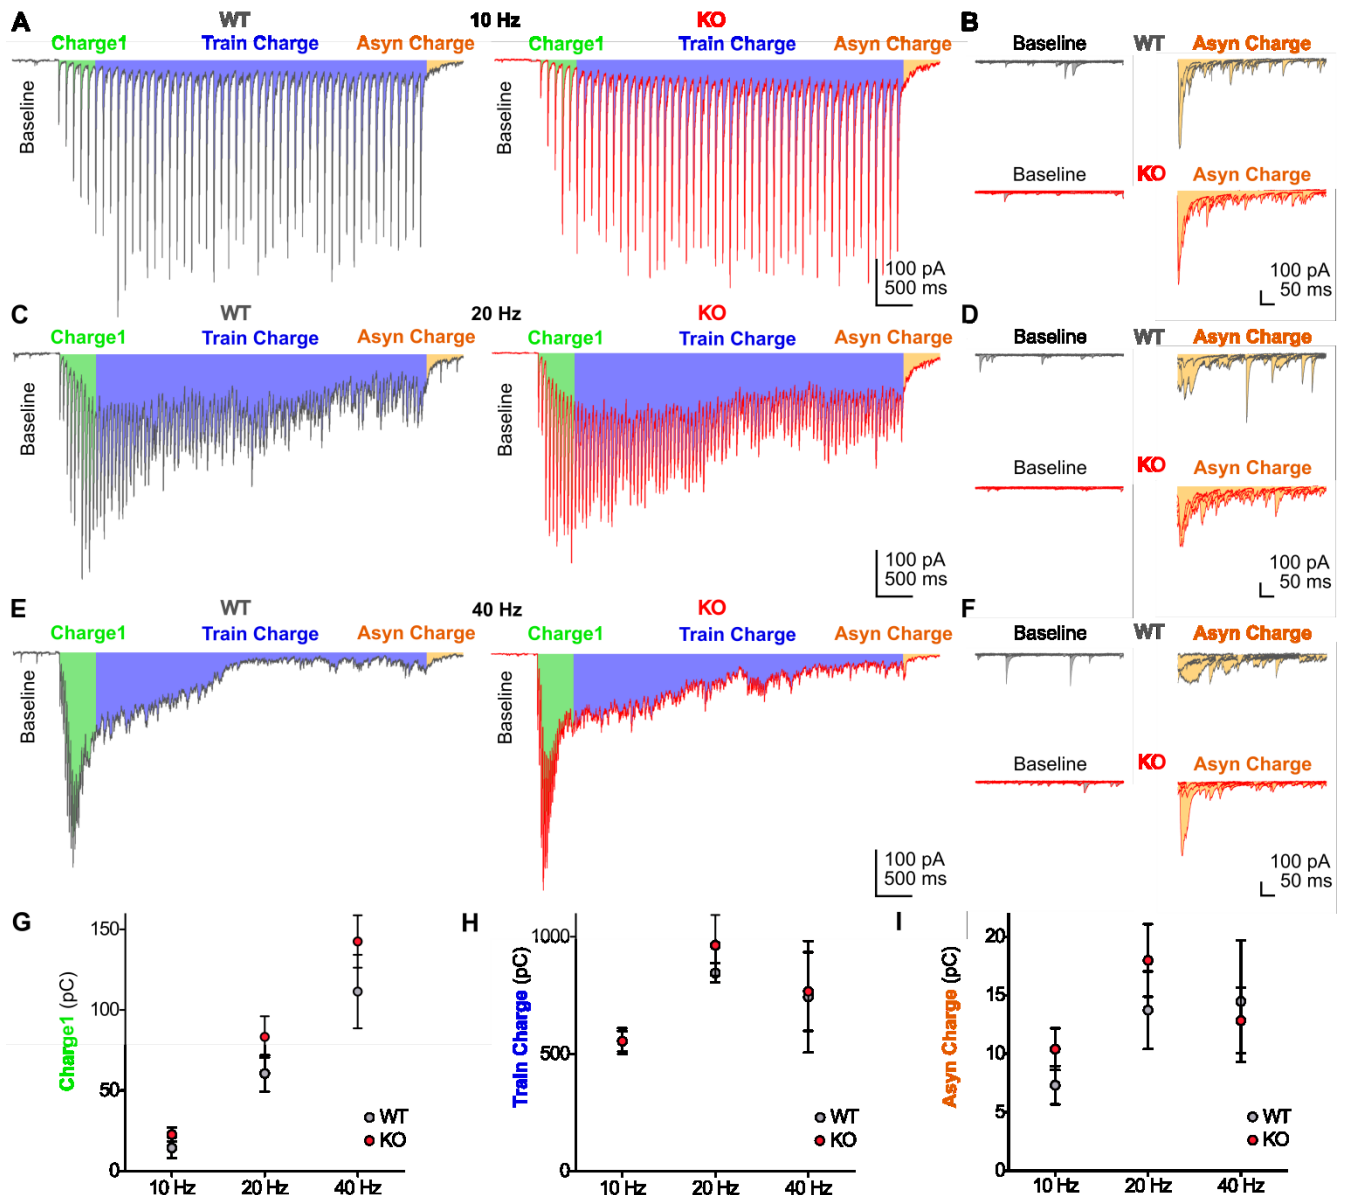 A WT 10 Hz KO B
Charge1 Train Charge Asyn Charge Charge1 Train Charge Asyn Charge Baseline WT Asyn Charge
Baseline Baseline
Baseline KO Asyn Charge
100 pA
500 ms
100 pA
50 ms
C WT 20 Hz KO D
Charge1 Train Charge Asyn Charge Charge1 Train Charge Asyn Charge Baseline WT Asyn Charge
Baseline Baseline
Baseline KO Asyn Charge
100 pA
500 ms
100 pA
50 ms
E WT 40 Hz KO F
Charge1 Train Charge Asyn Charge Charge1 Train Charge Asyn Charge Baseline WT Asyn Charge
Baseline Baseline
Baseline KO Asyn Charge
100 pA
500 ms
100 pA
50 ms
G
Charge1 (pC)
150
100
50
0
10 Hz 20 Hz 40 Hz
WT
KO
H
Train Charge (pC)
1000
500
0
10 Hz 20 Hz 40 Hz
WT
KO
I
Asyn Charge (pC)
20
15
10
5
0
10 Hz 20 Hz 40 Hz
WT
KO